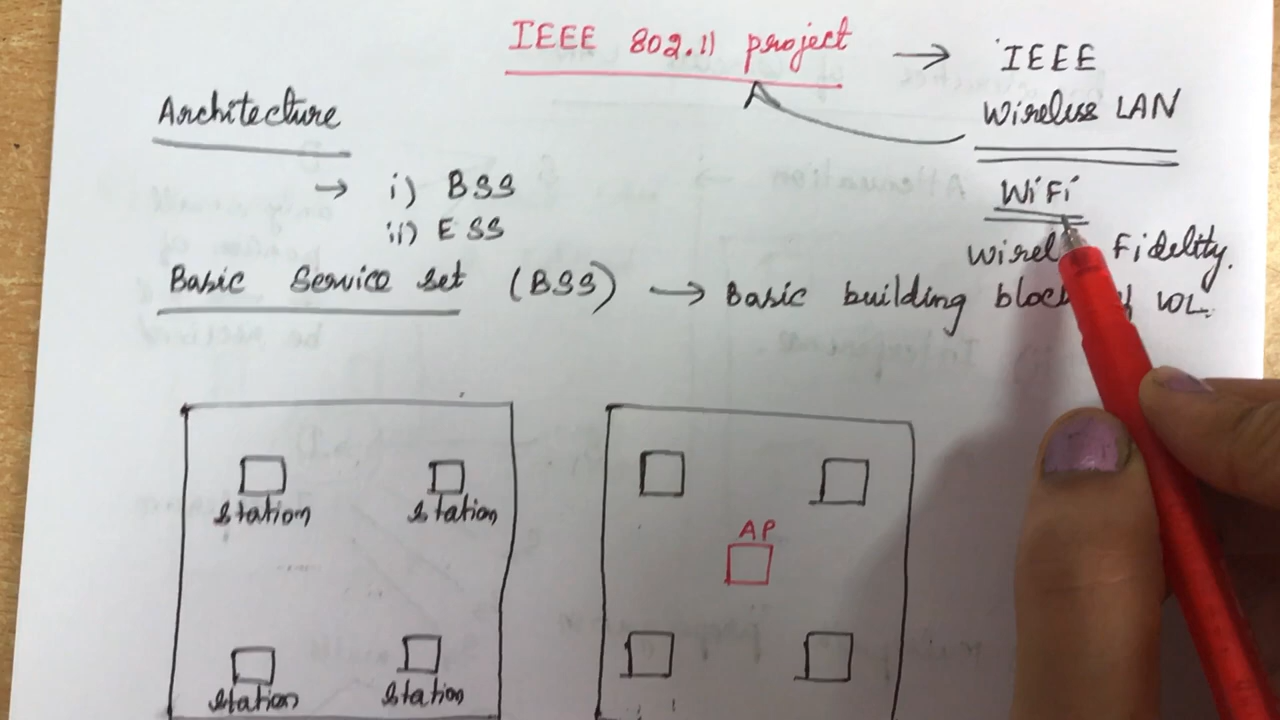 IEEE 802.11 project → IEEE
Wireless LAN
Architecture
→ i) BSS
WiFi
ii) ESS
Fidelity.
Basic Service set (BSS) → Basic building
station station
AP
station station